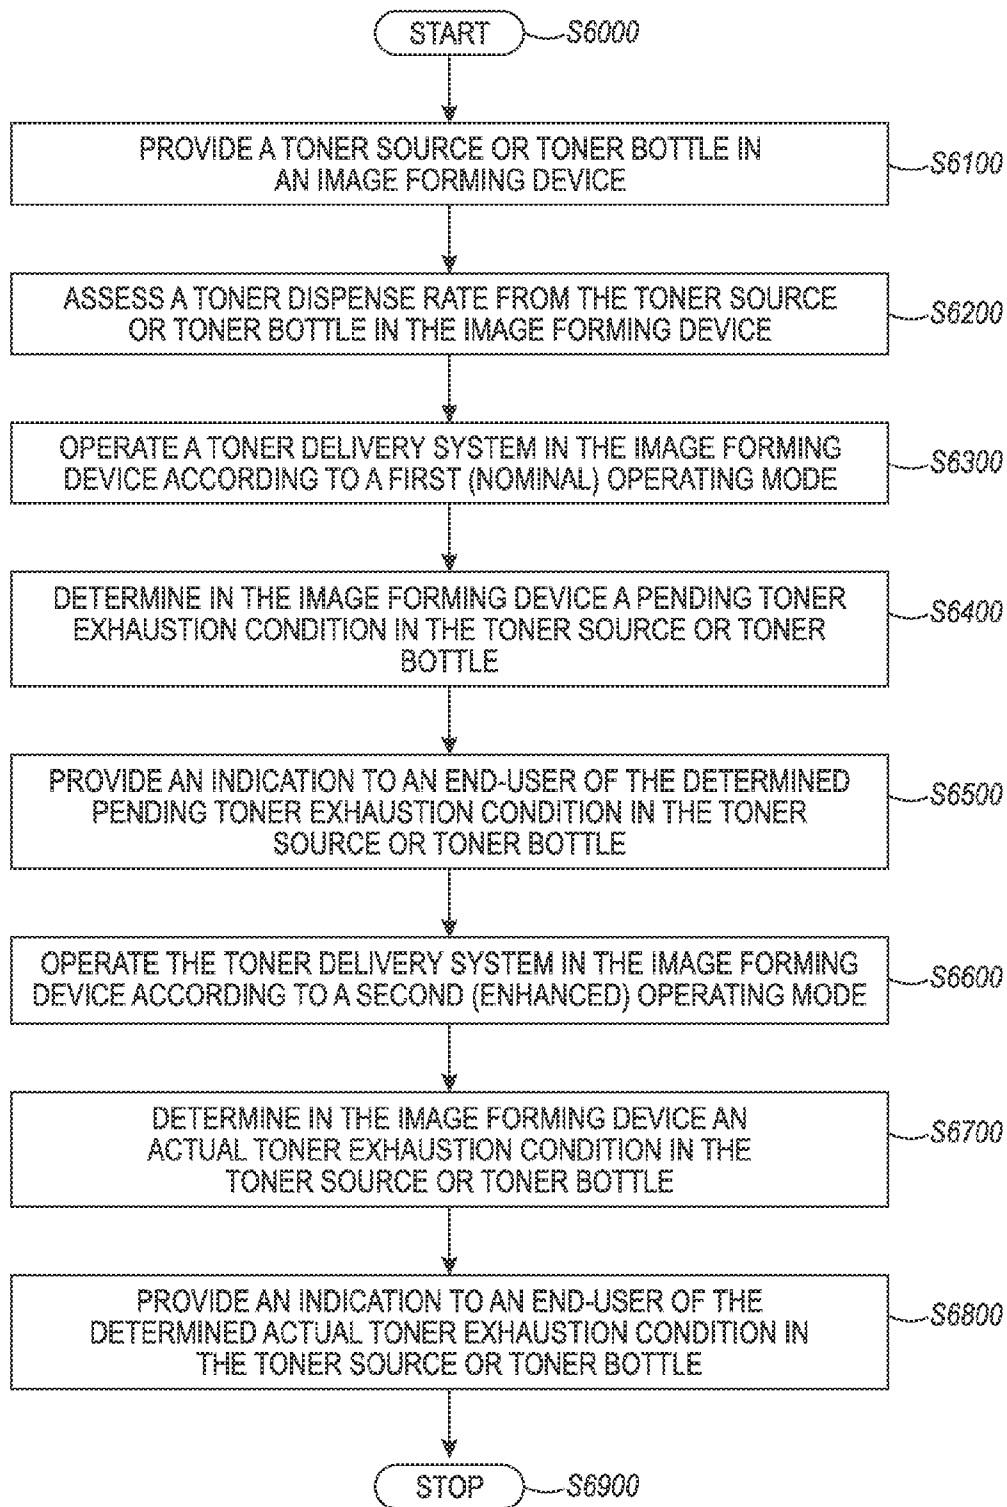 START
S6000
PROVIDE A TONER SOURCE OR TONER BOTTLE IN
AN IMAGE FORMING DEVICE
S6100
ASSESS A TONER DISPENSE RATE FROM THE TONER SOURCE
OR TONER BOTTLE IN THE IMAGE FORMING DEVICE
S6200
OPERATE A TONER DELIVERY SYSTEM IN THE IMAGE FORMING
DEVICE ACCORDING TO A FIRST (NOMINAL) OPERATING MODE
S6300
DETERMINE IN THE IMAGE FORMING DEVICE A PENDING TONER
EXHAUSTION CONDITION IN THE TONER SOURCE OR TONER
BOTTLE
S6400
PROVIDE AN INDICATION TO AN END-USER OF THE DETERMINED
PENDING TONER EXHAUSTION CONDITION IN THE TONER
SOURCE OR TONER BOTTLE
S6500
OPERATE THE TONER DELIVERY SYSTEM IN THE IMAGE FORMING
DEVICE ACCORDING TO A SECOND (ENHANCED) OPERATING MODE
S6600
DETERMINE IN THE IMAGE FORMING DEVICE AN
ACTUAL TONER EXHAUSTION CONDITION IN THE
TONER SOURCE OR TONER BOTTLE
S6700
PROVIDE AN INDICATION TO AN END-USER OF THE
DETERMINED ACTUAL TONER EXHAUSTION CONDITION IN
THE TONER SOURCE OR TONER BOTTLE
S6800
STOP
S6900